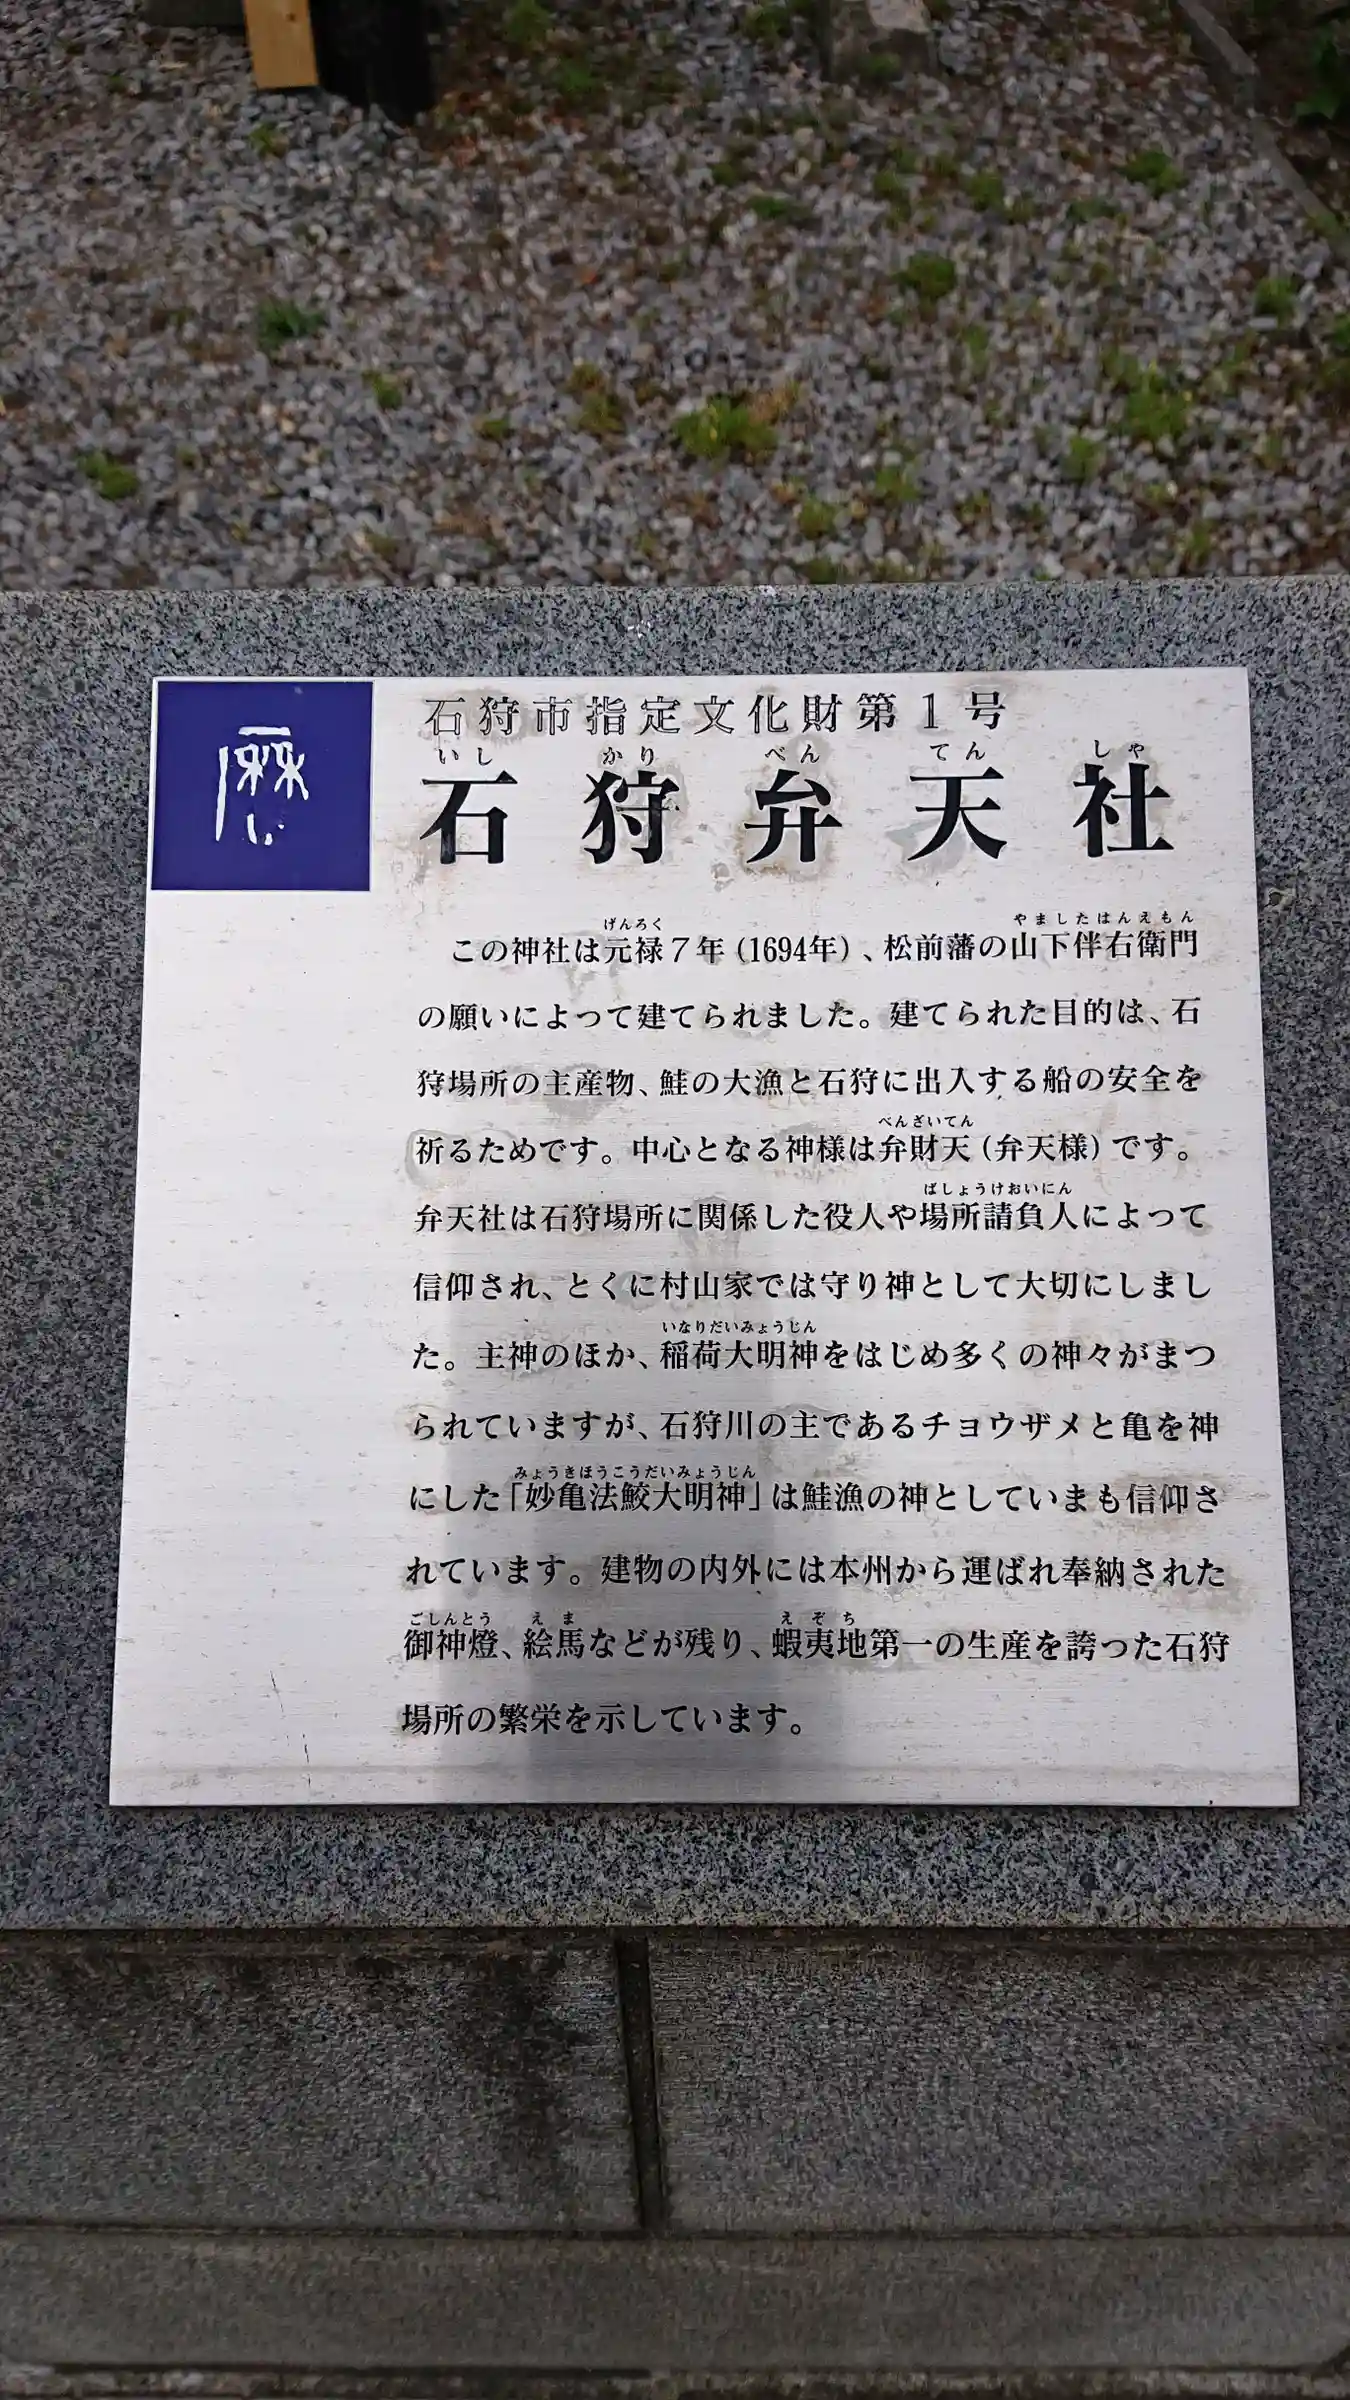 石狩市指定文化財第1号
いし かり べん てん しゃ
石狩弁天社
げんろく やましたはんえもん
この神社は元禄7年(1694年)、松前藩の山下伴右衛門
の願いによって建てられました。建てられた目的は、石
狩場所の主産物、鮭の大漁と石狩に出入する船の安全を
べんざいてん
祈るためです。中心となる神様は弁財天(弁天様)です。
ばしょうけおいにん
弁天社は石狩場所に関係した役人や場所請負人によって
信仰され、とくに村山家では守り神として大切にしまし
いなりだいみょうじん
た。主神のほか、稲荷大明神をはじめ多くの神々がまつ
られていますが、石狩川の主であるチョウザメと亀を神
みょうきほうこうだいみょうじん
にした「妙亀法鮫大明神」は鮭漁の神としていまも信仰さ
れています。建物の内外には本州から運ばれ奉納された
ごしんとう えま えぞち
御神燈、絵馬などが残り、蝦夷地第一の生産を誇った石狩
場所の繁栄を示しています。